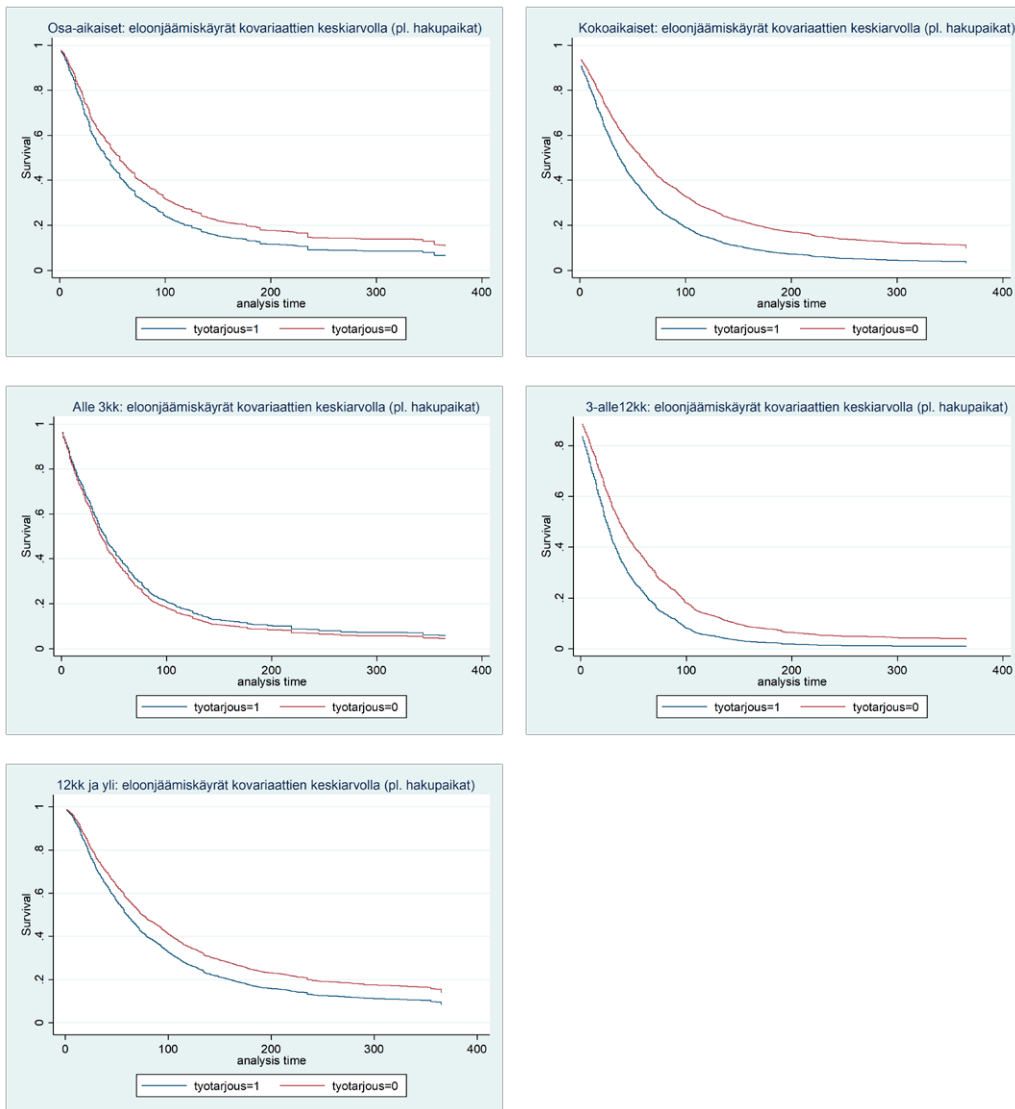 Osa-aikaiset: eloonjäämiskäyrät kovariaattien keskiarvolla (pl. hakupaikat)
Survival
1
.8
.6
.4
.2
0
0 100 200 300 400
analysis time
tyotarjous=1 tyotarjous=0
Kokoaikaiset: eloonjäämiskäyrät kovariaattien keskiarvolla (pl. hakupaikat)
Survival
1
.8
.6
.4
.2
0
0 100 200 300 400
analysis time
tyotarjous=1 tyotarjous=0
Alle 3kk: eloonjäämiskäyrät kovariaattien keskiarvolla (pl. hakupaikat)
Survival
1
.8
.6
.4
.2
0
0 100 200 300 400
analysis time
tyotarjous=1 tyotarjous=0
3-alle12kk: eloonjäämiskäyrät kovariaattien keskiarvolla (pl. hakupaikat)
Survival
.8
.6
.4
.2
0
0 100 200 300 400
analysis time
tyotarjous=1 tyotarjous=0
12kk ja yli: eloonjäämiskäyrät kovariaattien keskiarvolla (pl. hakupaikat)
Survival
1
.8
.6
.4
.2
0
0 100 200 300 400
analysis time
tyotarjous=1 tyotarjous=0